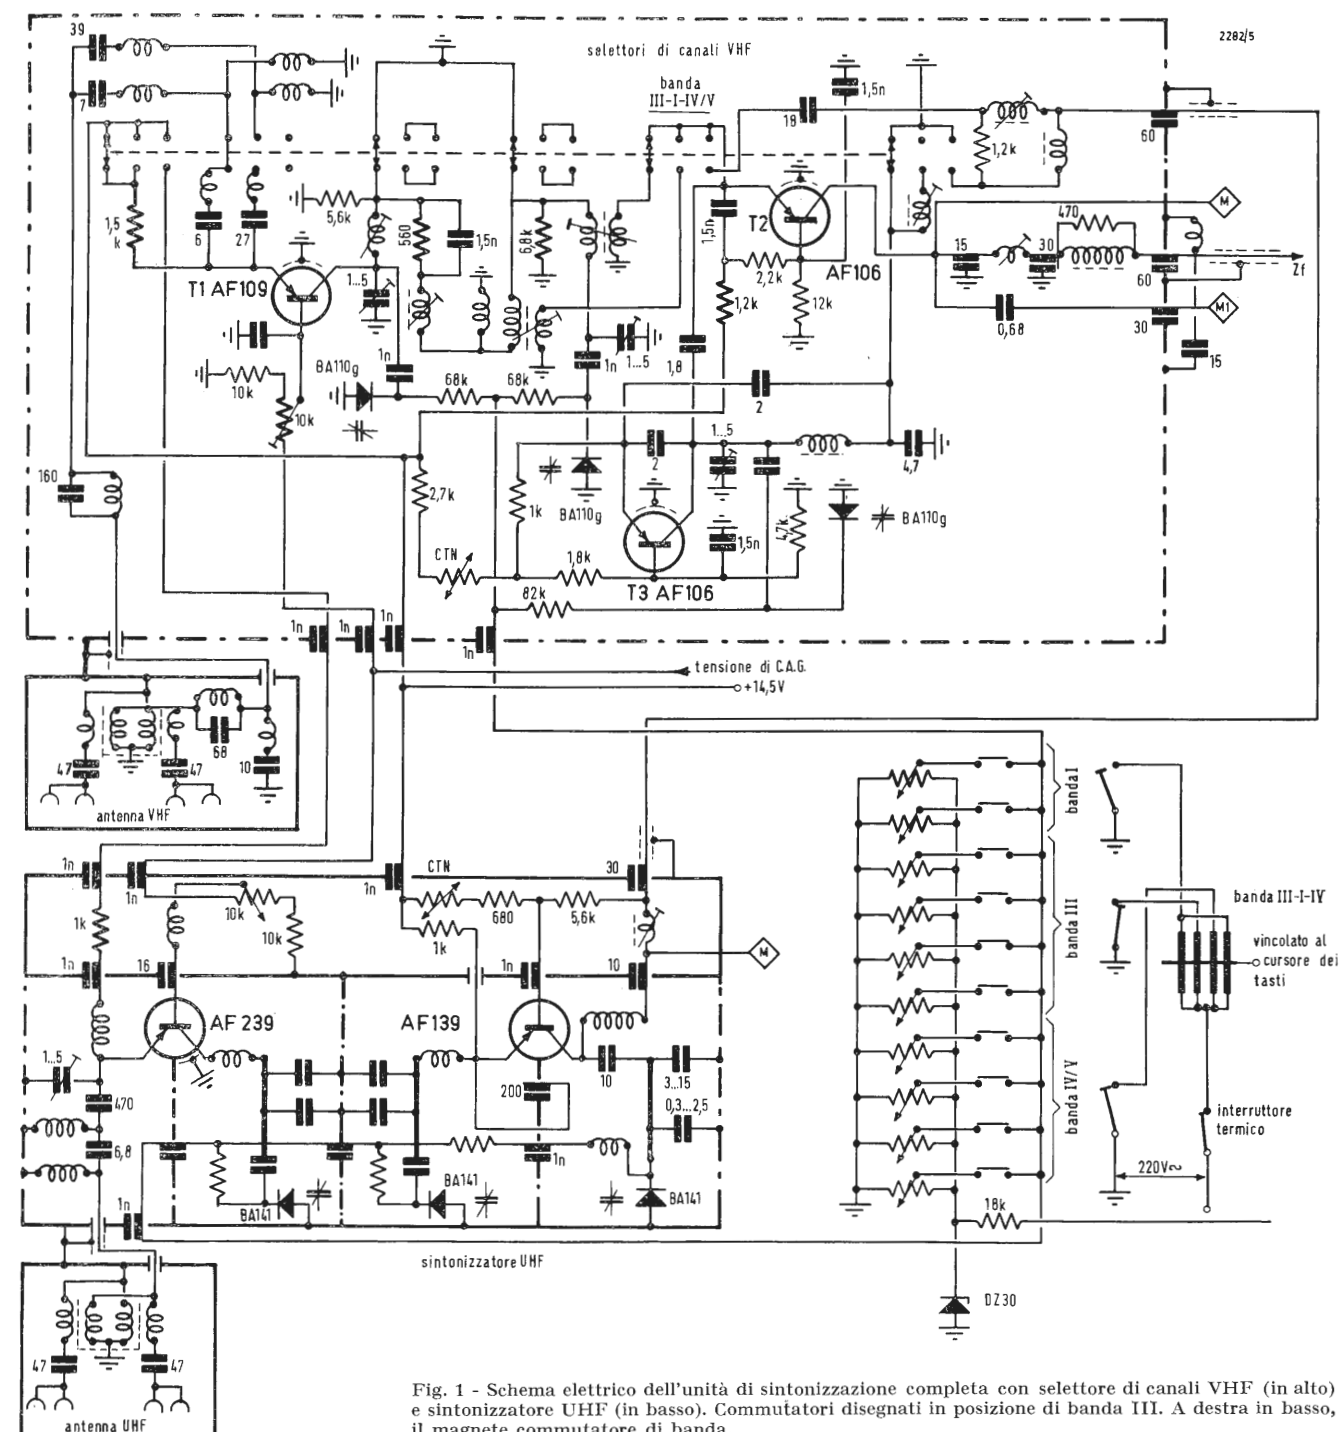 2282/5
39
selettori di canali VHF
banda
III-I-IV/V
7
18
1,5n
60
1,2k
1,5
k
6
27
5,6k
560
1,5n
6,8k
1,5n
T2
AF106
2,2k
12k
470
15
30
60
M
Zf
T1 AF109
1...5
1,2k
0,68
M1
30
15
10k
10k
BA110g
1n
68k
68k
1n
1...5
1,8
2
160
2,7k
1k
BA110g
2
1...5
4,7
1,5n
4,7k
BA110g
CTN
1,8k
T3 AF106
82k
1n
1n
1n
1n
tensione di C.A.G.
+14,5V
47
47
68
10
antenna VHF
banda I
1n
1n
1n
CTN
30
1k
10k
10k
680
5,6k
1k
banda III
banda III-I-IV
vincolato al
cursore dei
tasti
1n
16
1n
10
M
AF 239
AF139
1...5
470
6,8
200
10
3...15
0,3...2,5
banda IV/V
interruttore
termico
220V~
1n
BA141
BA141
BA141
1n
18k
sintonizzatore UHF
DZ30
47
47
antenna UHF
Fig. 1 - Schema elettrico dell'unità di sintonizzazione completa con selettore di canali VHF (in alto)
e sintonizzatore UHF (in basso). Commutatori disegnati in posizione di banda III. A destra in basso,
il magnete commutatore di banda.